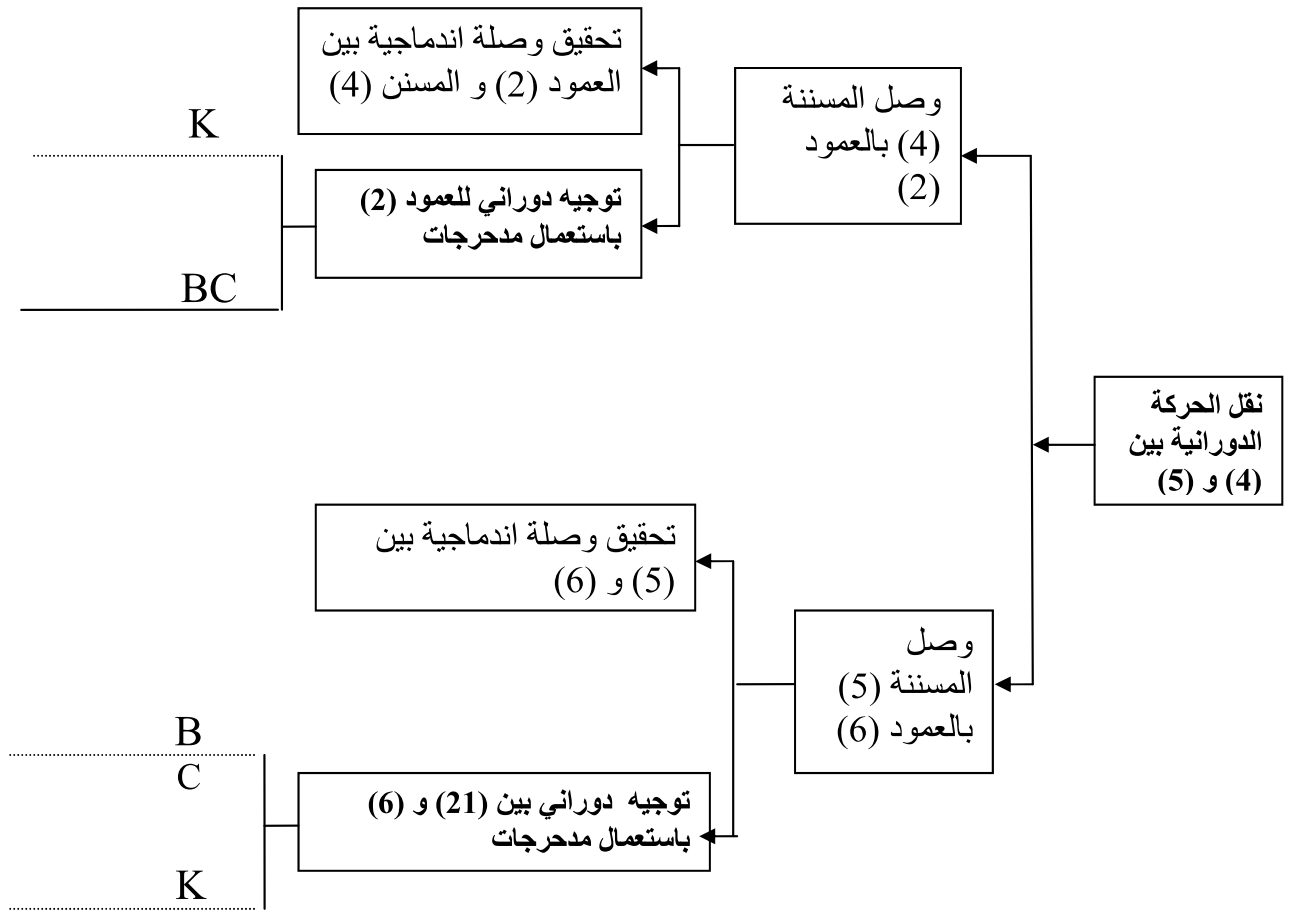 تحقيق وصلة اندماجية بين
العمود (2) و المسنن (4)
وصل المسننة
(4) بالعمود
(2)
K
توجيه دوراني للعمود (2)
باستعمال مدحرجات
BC
نقل الحركة
الدورانية بين
(4) و (5)
تحقيق وصلة اندماجية بين
(5) و (6)
وصل
المسننة (5)
بالعمود (6)
B
C
توجيه دوراني بين (21) و (6)
باستعمال مدحرجات
K